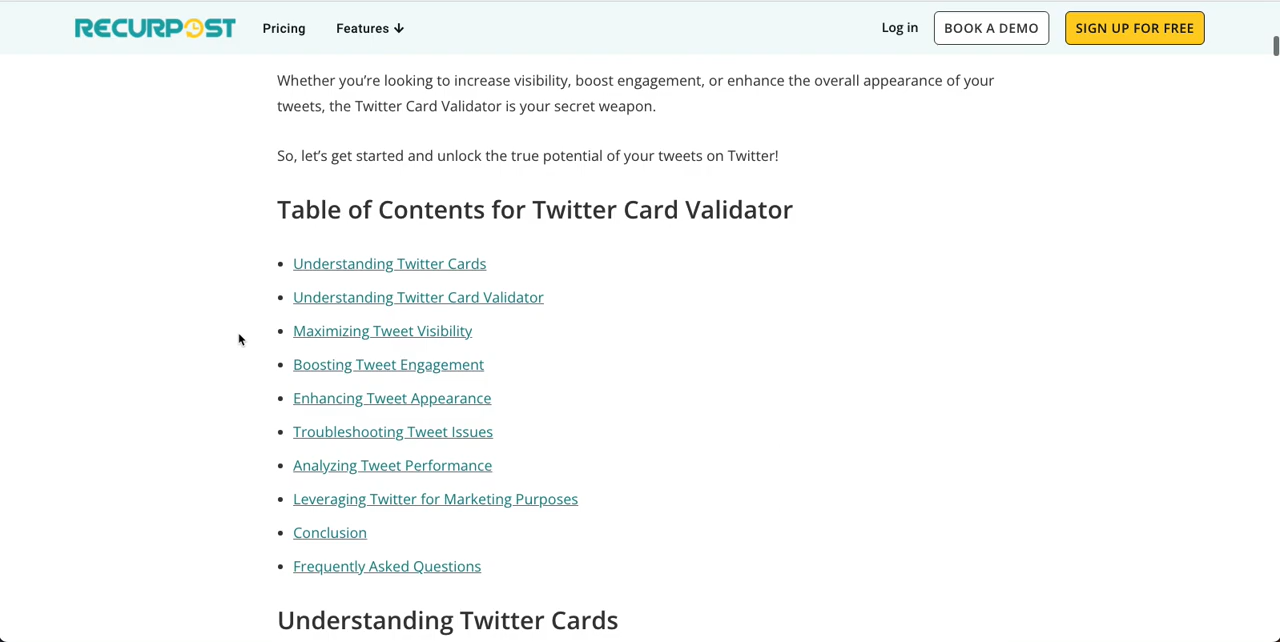 RECURPOST Pricing Features Log in BOOK A DEMO SIGN UP FOR FREE
Whether you're looking to increase visibility, boost engagement, or enhance the overall appearance of your
tweets, the Twitter Card Validator is your secret weapon.
So, let's get started and unlock the true potential of your tweets on Twitter!
Table of Contents for Twitter Card Validator
Understanding Twitter Cards
Understanding Twitter Card Validator
Maximizing Tweet Visibility
Boosting Tweet Engagement
Enhancing Tweet Appearance
Troubleshooting Tweet Issues
Analyzing Tweet Performance
Leveraging Twitter for Marketing Purposes
Conclusion
Frequently Asked Questions
Understanding Twitter Cards